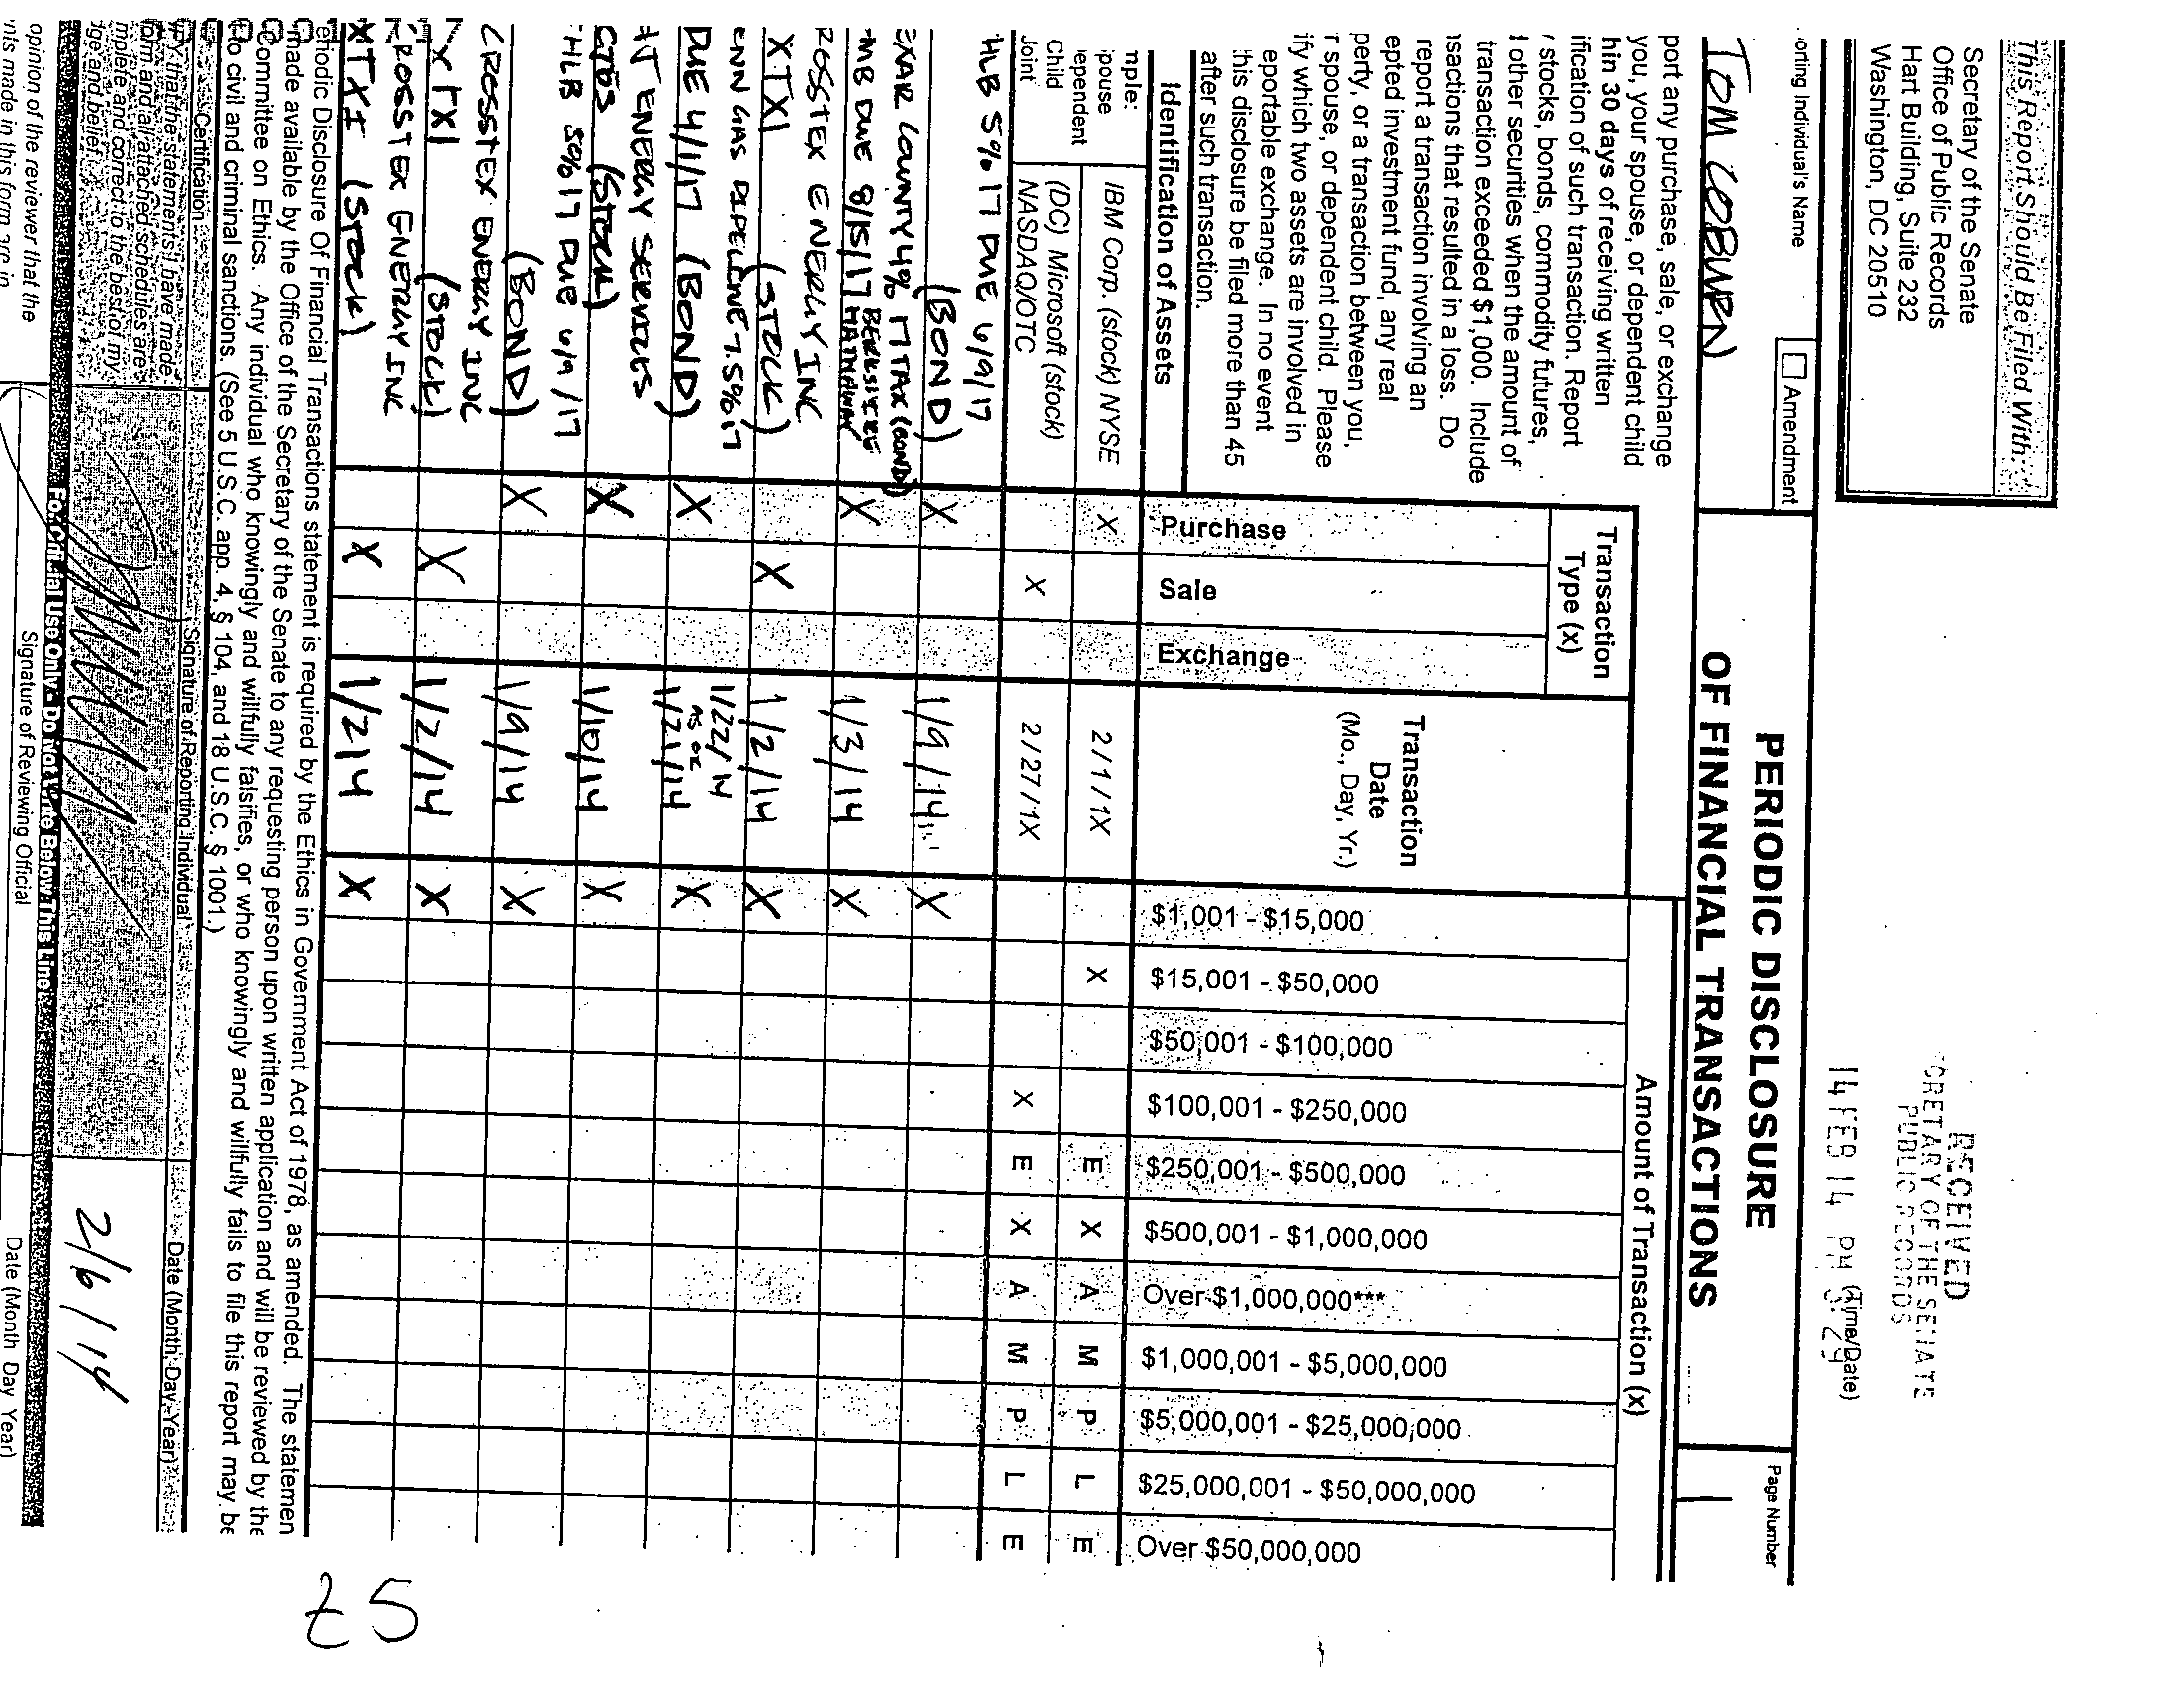 This Report Should Be Filed With:
Secretary of the Senate
Office of Public Records
Hart Building, Suite 232
Washington, DC 20510
RECEIVED
CRETARY OF THE SENATE
PUBLIC RECORDS
14 FEB 14 PM
(Time/Date)
orting Individual's Name
Amendment
TOM COBURN
PERIODIC DISCLOSURE
OF FINANCIAL TRANSACTIONS
Page Number
1
port any purchase, sale, or exchange
you, your spouse, or dependent child
stocks, bonds, commodity futures,
other securities when the amount of
transaction exceeded $1,000. Include
nsactions that resulted in a loss. Do
report a transaction involving an
epted investment fund, any real
perty, or a transaction between you,
r spouse, or dependent child. Please
ify which two assets are involved in
eportable exchange. In no event
this disclosure be filed more than 45
after such transaction.
hin 30 days of receiving written
ification of such transaction. Report
Transaction
Type (x)
Transaction
Date
(Mo., Day, Yr.)
Amount of Transaction (x)
Identification of Assets
Purchase
Sale
Exchange
$1,001 - $15,000
$15,001 - $50,000
$50,001 - $100,000
$100,001 - $250,000
$250,001 - $500,000
$500,001 - $1,000,000
Over $1,000,000***
$1,000,001 - $5,000,000
$5,000,001 - $25,000,000
$25,000,001 - $50,000,000
Over $50,000,000
mple:
pouse
ependent
Child
Joint
IBM Corp. (stock) NYSE X 2/1/1X X E X A M P L E
(DC) Microsoft (stock)
NASDAQ/OTC X 2/27/1X X E X A M P L E
HLB 5% 17 DUE 6/9/17
(BOND) X 1/9/14 X
EXAR COUNTY 4% 17 TAX (BOND)
MB DUE 8/15/17 BERKSHIRE HATHAWAY X 1/3/14 X
ROSSTEX ENERGY INC
XTXI (STOCK) X 1/2/14 X
ENN GAS PIPELINE 7.5% 17
DUE 4/1/17 (BOND) X 1/22/14 AS OF 1/21/14 X
ENERGY SERVICES
(STOCK) X 1/10/14 X
HLB 5% 17 DUE 6/9/17
(BOND) X 1/9/14 X
CROSSTEX ENERGY INC
XTXI (STOCK) X 1/2/14 X
CROSSTEX ENERGY INC
XTXI (STOCK) X 1/214 X
eriodic Disclosure Of Financial Transactions statement is required by the Ethics in Government Act of 1978, as amended. The statemen
made available by the Office of the Secretary of the Senate to any requesting person upon written application and will be reviewed by the
Committee on Ethics. Any individual who knowingly and willfully falsifies, or who knowingly and willfully fails to file this report may be
to civil and criminal sanctions. (See 5 U.S.C. app. 4, § 104, and 18 U.S.C. § 1001.)
Certification
Signature of Reporting Individual
Date (Month, Day, Year)
that the statements I have made
form and all attached schedules are
mplete and correct to the best of my
ge and belief.
2/6/14
For Official Use Only - Do Not Write Below This Line
opinion of the reviewer that the
nts made in this form are in
Signature of Reviewing Official
Date (Month Day Year)
25